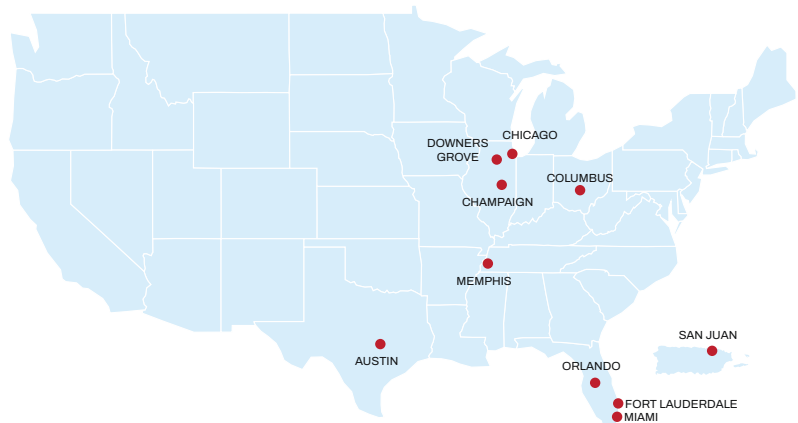 CHICAGO
DOWNERS
GROVE
COLUMBUS
CHAMPAIGN
MEMPHIS
SAN JUAN
AUSTIN
ORLANDO
FORT LAUDERDALE
MIAMI